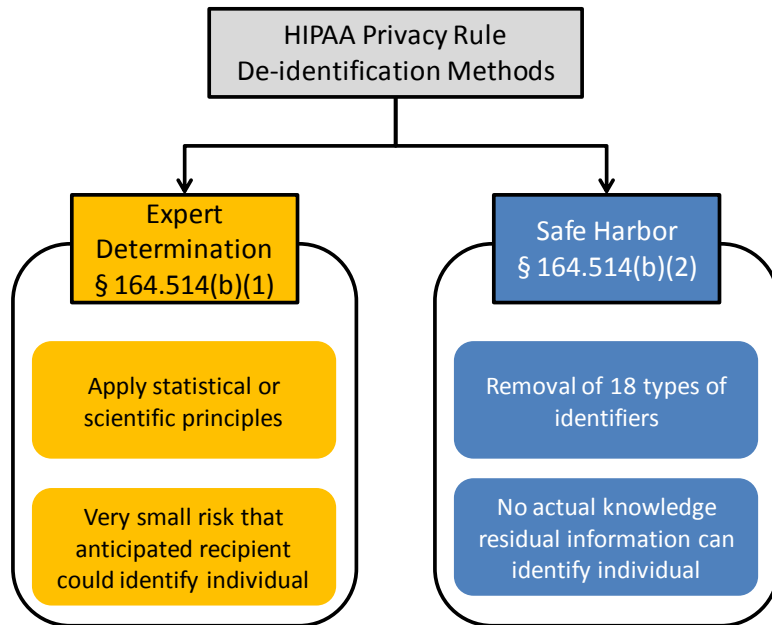 HIPAA Privacy Rule
De-identification Methods
Expert
Determination
§ 164.514(b)(1)
Apply statistical or
scientific principles
Very small risk that
anticipated recipient
could identify individual
Safe Harbor
§ 164.514(b)(2)
Removal of 18 types of
identifiers
No actual knowledge
residual information can
identify individual